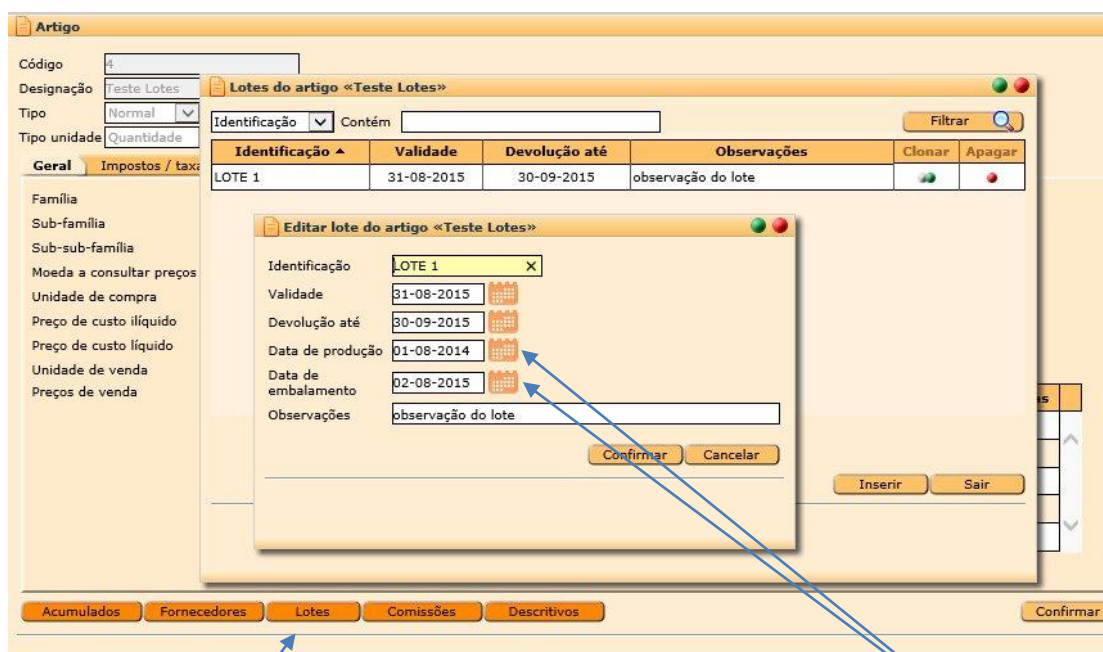 Artigo
Código 4
Designação Teste Lotes
Tipo Normal
Tipo unidade Quantidade
Geral Impostos / taxa
Família
Sub-família
Sub-sub-família
Moeda a consultar preços
Unidade de compra
Preço de custo ilíquido
Preço de custo líquido
Unidade de venda
Preços de venda
Lotes do artigo «Teste Lotes»
Identificação Contém Filtrar
Identificação Validade Devolução até Observações Clonar Apagar
LOTE 1 31-08-2015 30-09-2015 observação do lote
Editar lote do artigo «Teste Lotes»
Identificação LOTE 1
Validade 31-08-2015
Devolução até 30-09-2015
Data de produção 01-08-2014
Data de
embalamento 02-08-2015
Observações observação do lote
Confirmar Cancelar
Inserir Sair
Acumulados Fornecedores Lotes Comissões Descritivos Confirmar